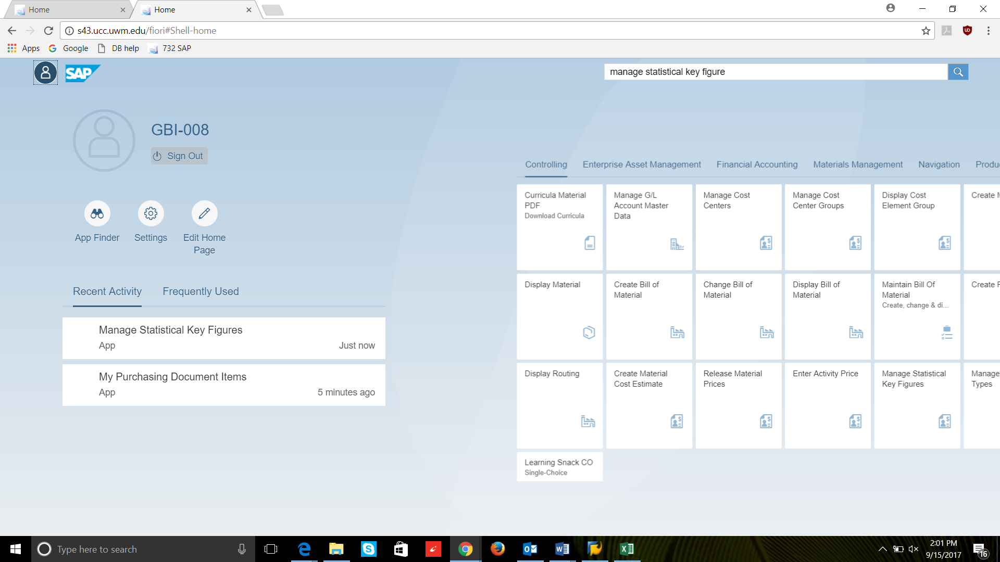 Home
Home
s43.ucc.uwm.edu/fiori#Shell-home
Apps
Google
DB help
732 SAP
SAP
manage statistical key figure
GBI-008
Sign Out
App Finder
Settings
Edit Home
Page
Recent Activity
Frequently Used
Manage Statistical Key Figures
App
Just now
My Purchasing Document Items
App
5 minutes ago
Controlling
Enterprise Asset Management
Financial Accounting
Materials Management
Navigation
Produ
Curricula Material
PDF
Download Curricula
Manage G/L
Account Master
Data
Manage Cost
Centers
Manage Cost
Center Groups
Display Cost
Element Group
Create
Display Material
Create Bill of
Material
Change Bill of
Material
Display Bill of
Material
Maintain Bill Of
Material
Create, change & di...
Create
Display Routing
Create Material
Cost Estimate
Release Material
Prices
Enter Activity Price
Manage Statistical
Key Figures
Manage
Types
Learning Snack CO
Single-Choice
Type here to search
2:01 PM
9/15/2017
16